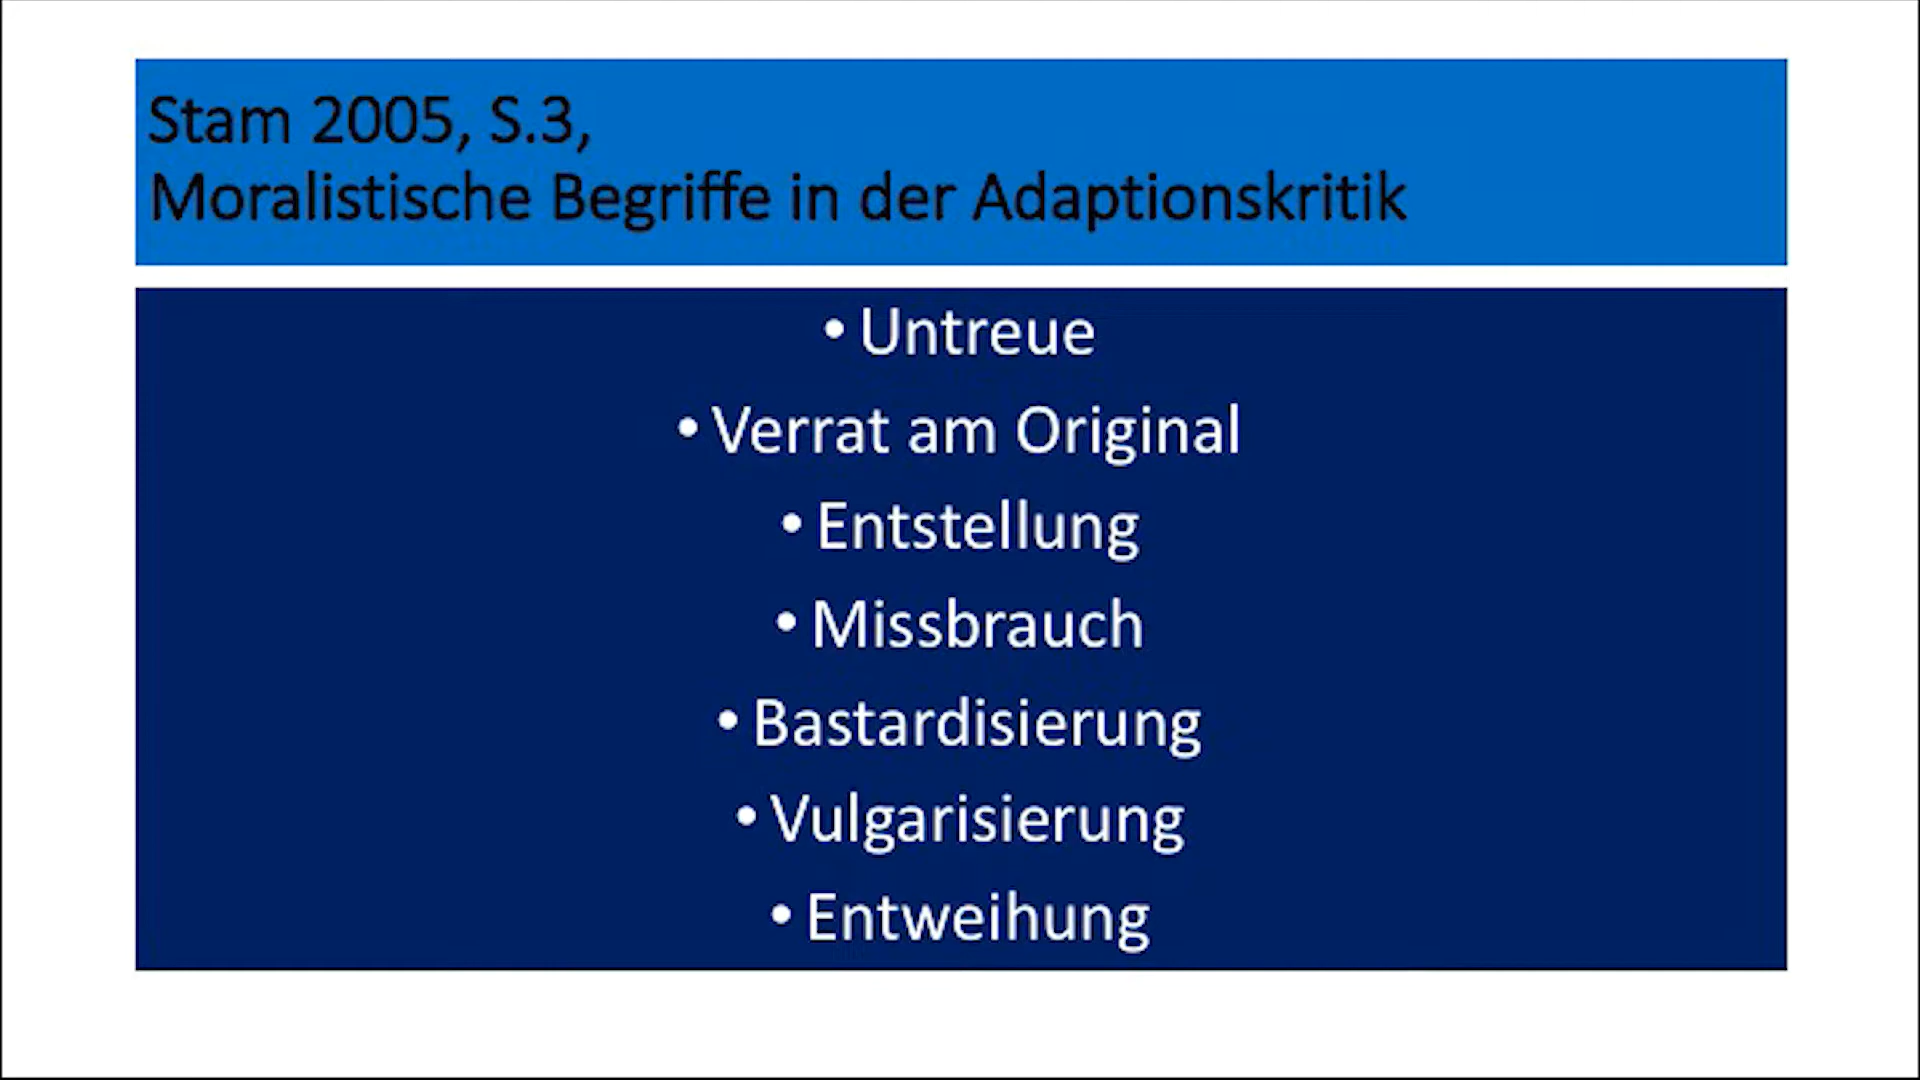 Stam 2005, S.3,
Moralistische Begriffe in der Adaptionskritik
• Untreue
• Verrat am Original
• Entstellung
• Missbrauch
• Bastardisierung
• Vulgarisierung
• Entweihung